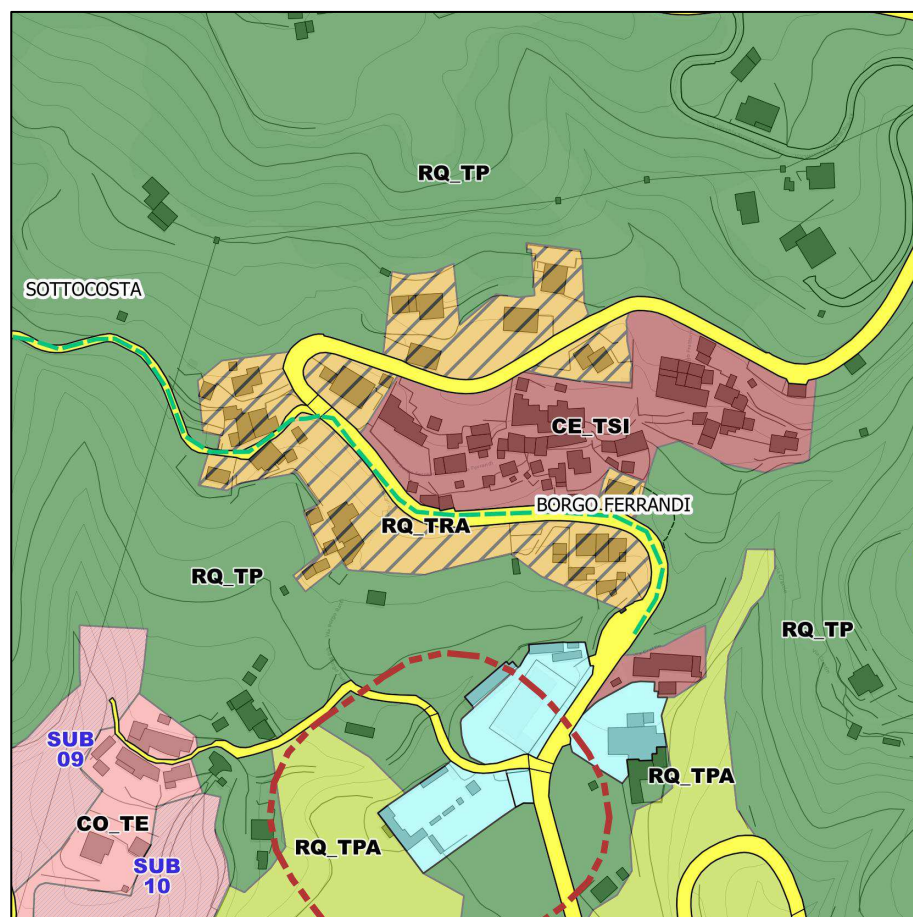 RQ_TP
SOTTOCOSTA
CE_TSI
BORGO FERRANDI
RQ_TRA
RQ_TP
RQ_TP
SUB
09
RQ_TPA
CO_TE
RQ_TPA
SUB
10